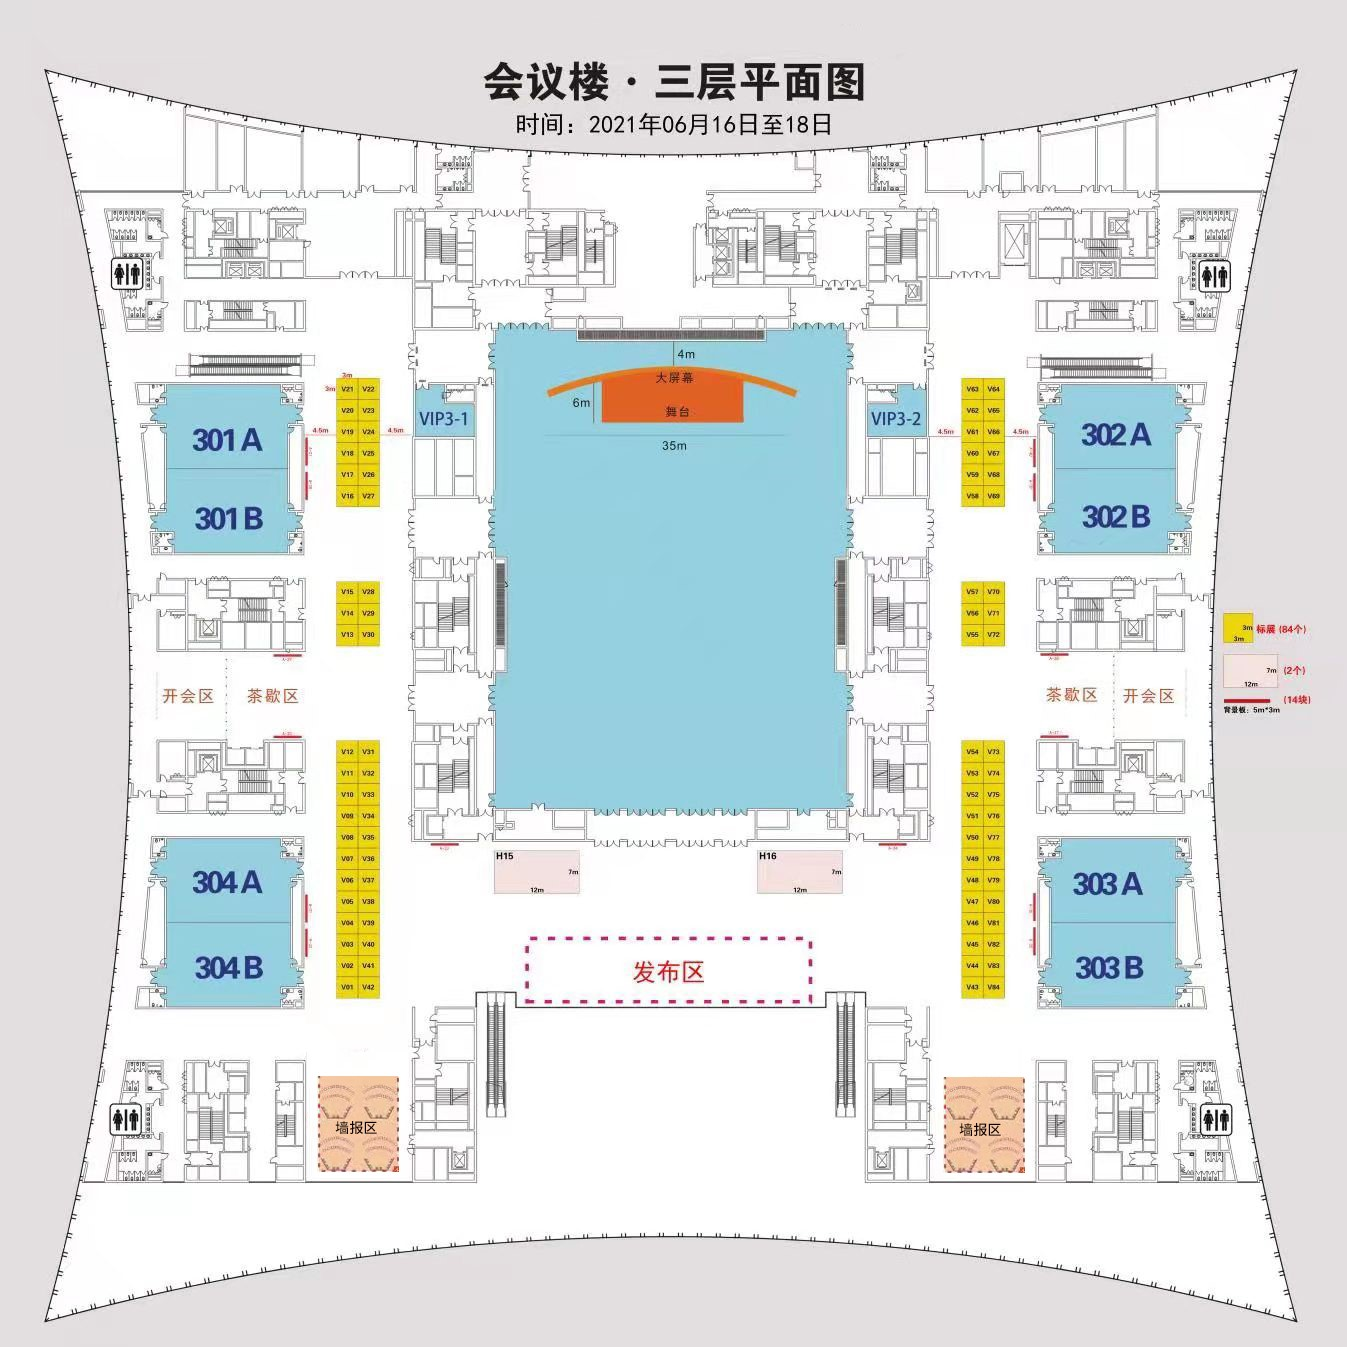 会议楼·三层平面图
时间：2021年06月16日至18日
4m
大屏幕
6m
舞台
35m
VIP3-1
VIP3-2
301 A
301 B
302 A
302 B
3m
3m
4.5m
4.5m
4.5m
4.5m
V21 V22
V20 V23
V19 V24
V18 V25
V17 V26
V16 V27
V63 V64
V62 V65
V61 V66
V60 V67
V59 V68
V58 V69
V15 V28
V14 V29
V13 V30
V57 V70
V56 V71
V55 V72
3m
3m
标展 (84个)
7m
12m
(2个)
(14块)
背景板：5m*3m
开会区
茶歇区
茶歇区
开会区
V12 V31
V11 V32
V10 V33
V09 V34
V08 V35
V07 V36
V06 V37
V05 V38
V04 V39
V03 V40
V02 V41
V01 V42
V54 V73
V53 V74
V52 V75
V51 V76
V50 V77
V49 V78
V48 V79
V47 V80
V46 V81
V45 V82
V44 V83
V43 V84
304 A
304 B
303 A
303 B
H15
7m
12m
H16
7m
12m
发布区
墙报区
墙报区